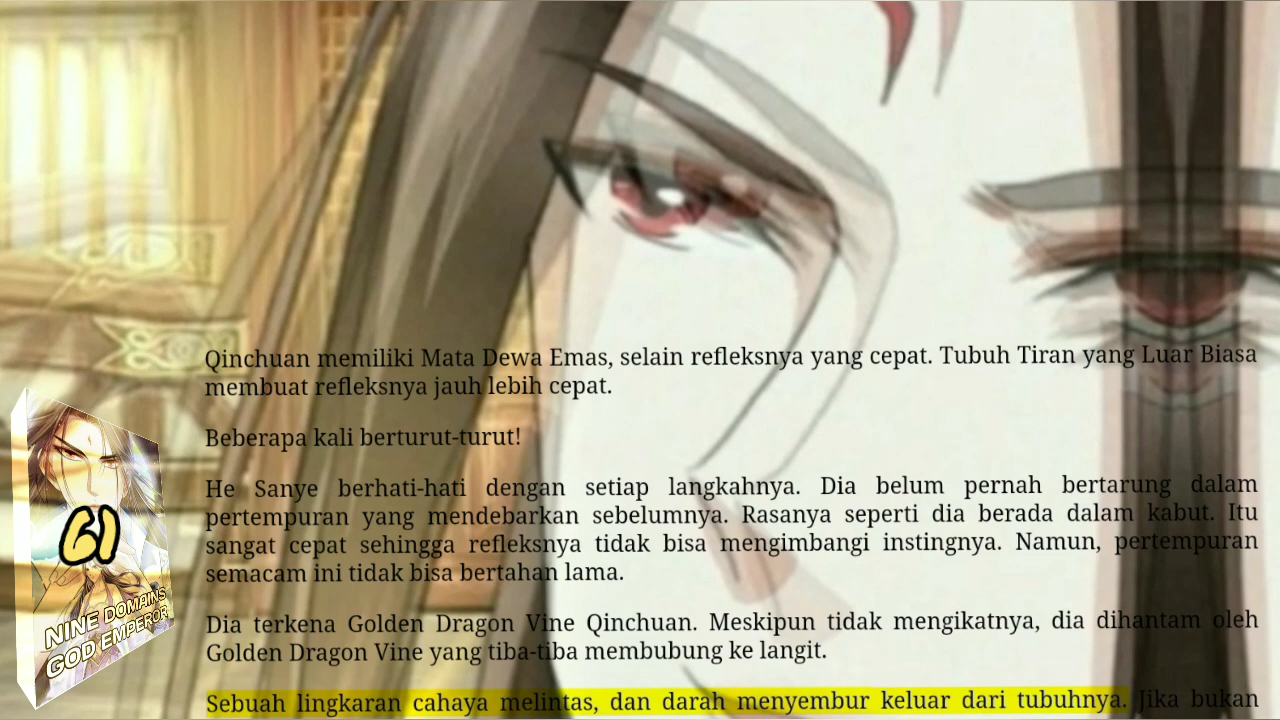 Qinchuan memiliki Mata Dewa Emas, selain refleksnya yang cepat. Tubuh Tiran yang Luar Biasa
membuat refleksnya jauh lebih cepat.
Beberapa kali berturut-turut!
He Sanye berhati-hati dengan setiap langkahnya. Dia belum pernah bertarung dalam
pertempuran yang mendebarkan sebelumnya. Rasanya seperti dia berada dalam kabut. Itu
sangat cepat sehingga refleksnya tidak bisa mengimbangi instingnya. Namun, pertempuran
semacam ini tidak bisa bertahan lama.
Dia terkena Golden Dragon Vine Qinchuan. Meskipun tidak mengikatnya, dia dihantam oleh
Golden Dragon Vine yang tiba-tiba membubung ke langit.
Sebuah lingkaran cahaya melintas, dan darah menyembur keluar dari tubuhnya. Jika bukan
61
NINE DOMAINS
GOD EMPEROR